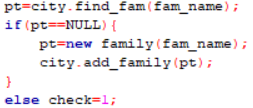 pt=city.find_fam(fam_name);
if(pt==NULL){
pt=new family(fam_name);
city.add_family(pt);
}
else check=1;